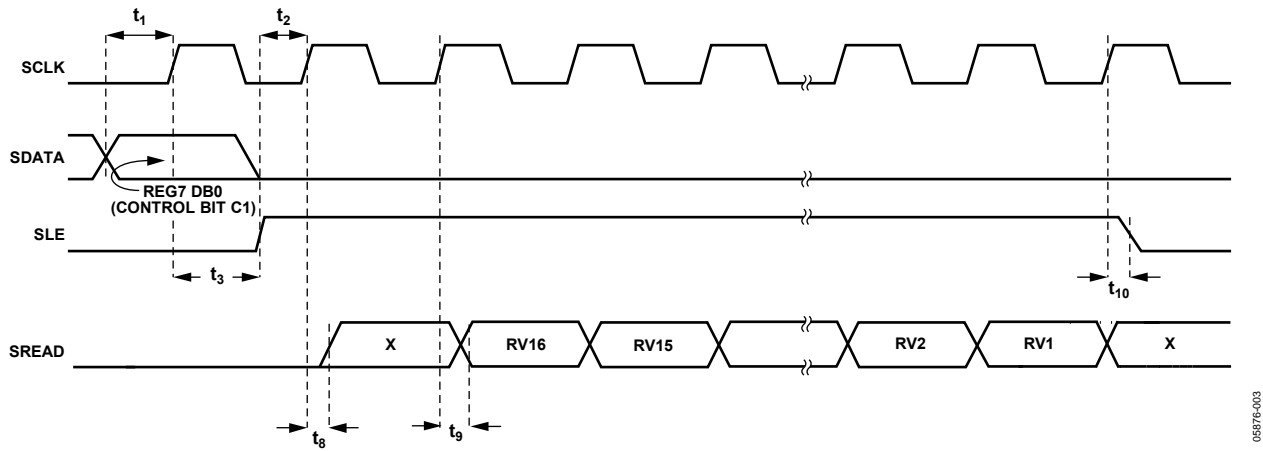 t1
t2
SCLK
SDATA
REG7 DB0
(CONTROL BIT C1)
SLE
t3
t10
SREAD
X
RV16
RV15
RV2
RV1
X
t8
t9
05876-003